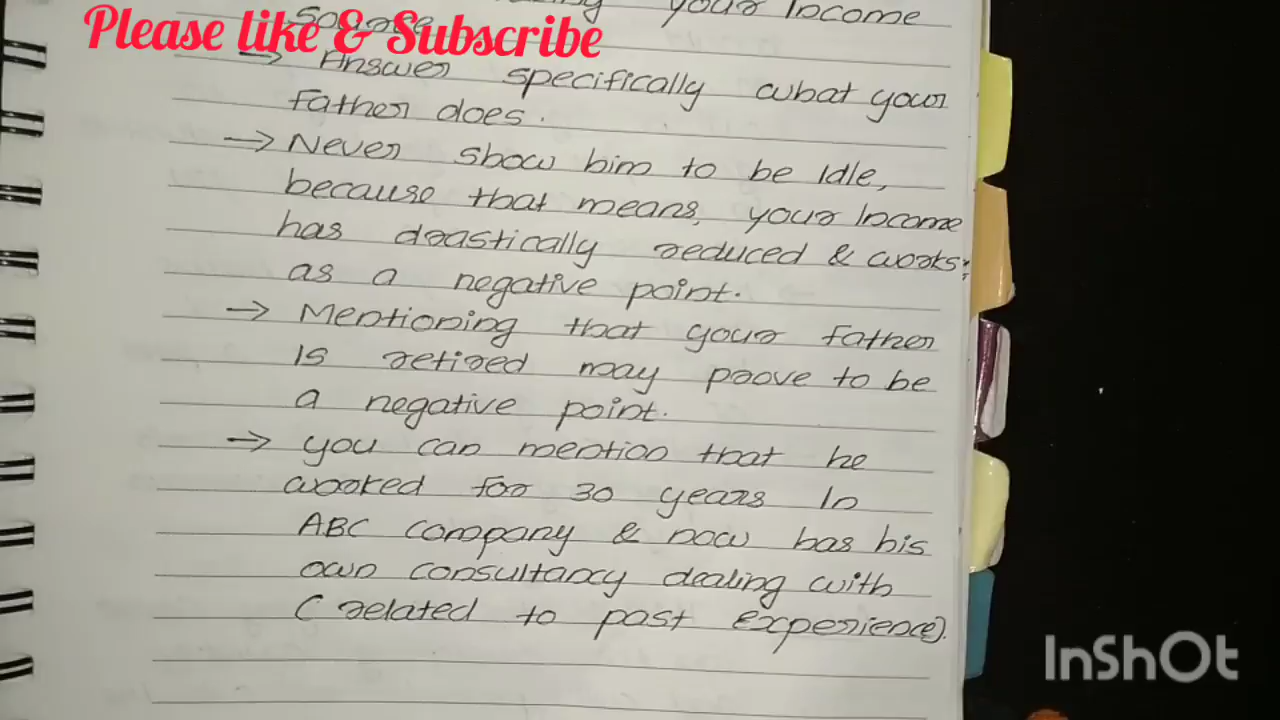 your Income
Please like & Subscribe
→ Answer specifically what your
Father does.
→ Never show him to be Idle,
because that means, your Income
has drastically reduced & works
as a negative point.
→ Mentioning that your Father
Is retired may prove to be
a negative point.
→ you can mention that he
worked for 30 years In
ABC company & now has his
own consultancy dealing with
( related to past experience).
InShOt